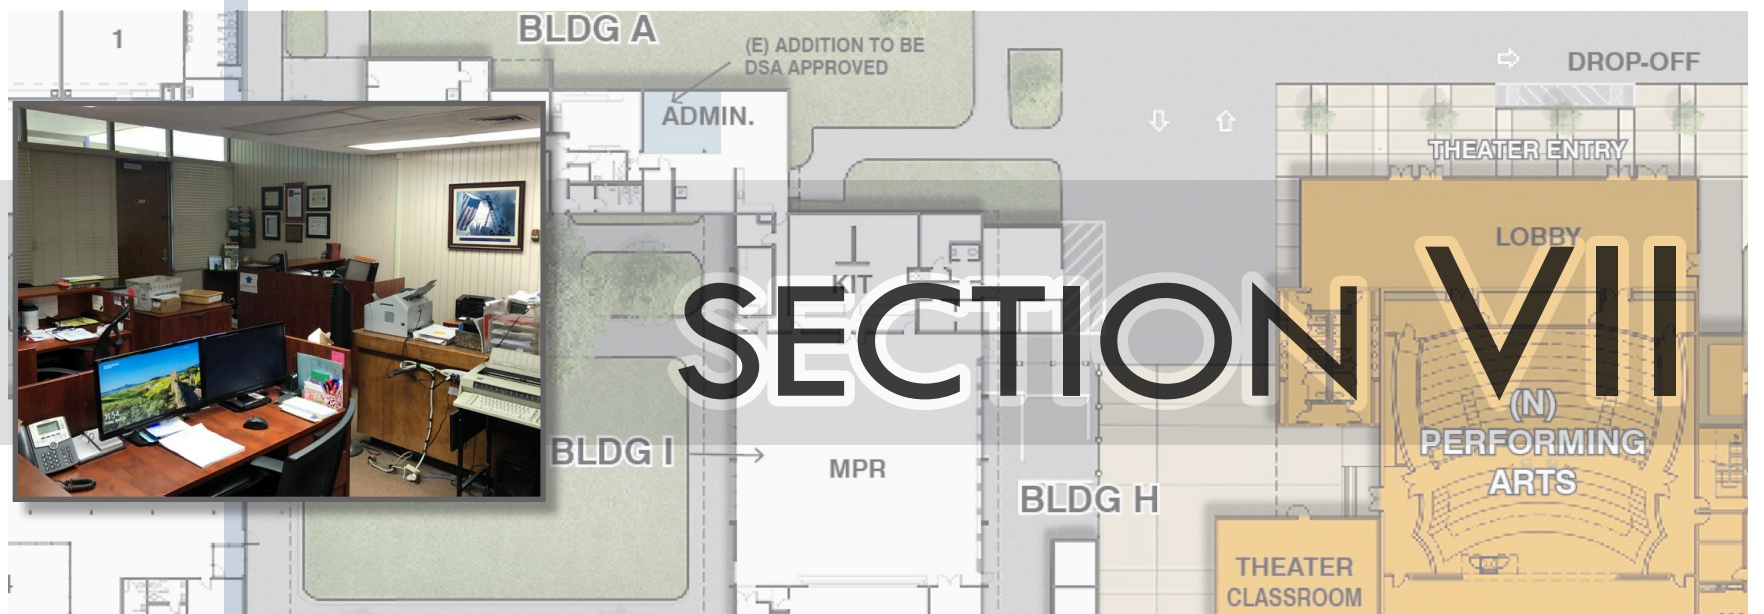 BLDG A
1
(E) ADDITION TO BE
DSA APPROVED
DROP-OFF
ADMIN.
THEATER ENTRY
LOBBY
KIT
SECTION VII
(N)
PERFORMING
ARTS
BLDG I
MPR
BLDG H
THEATER
CLASSROOM